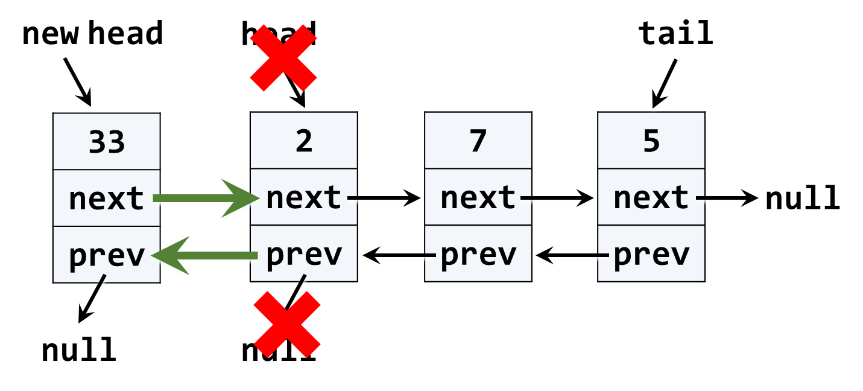 new head head tail
33 2 7 5
next next next next null
prev prev prev prev
null null